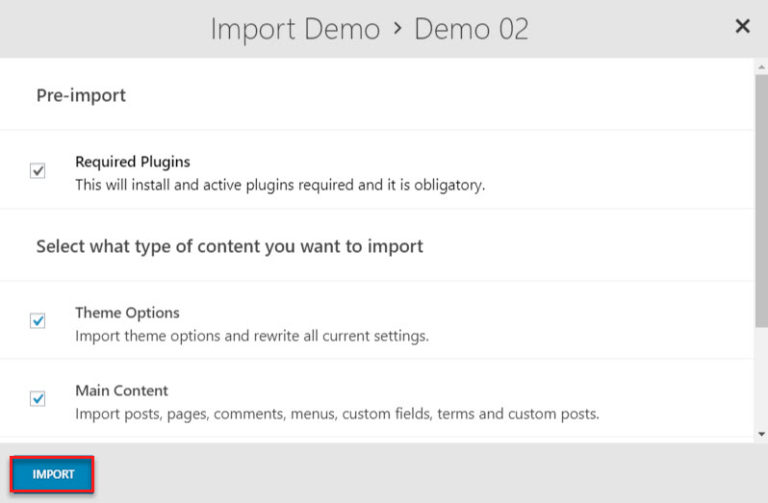 Import Demo > Demo 02
Pre-import
Required Plugins
This will install and active plugins required and it is obligatory.
Select what type of content you want to import
Theme Options
Import theme options and rewrite all current settings.
Main Content
Import posts, pages, comments, menus, custom fields, terms and custom posts.
IMPORT